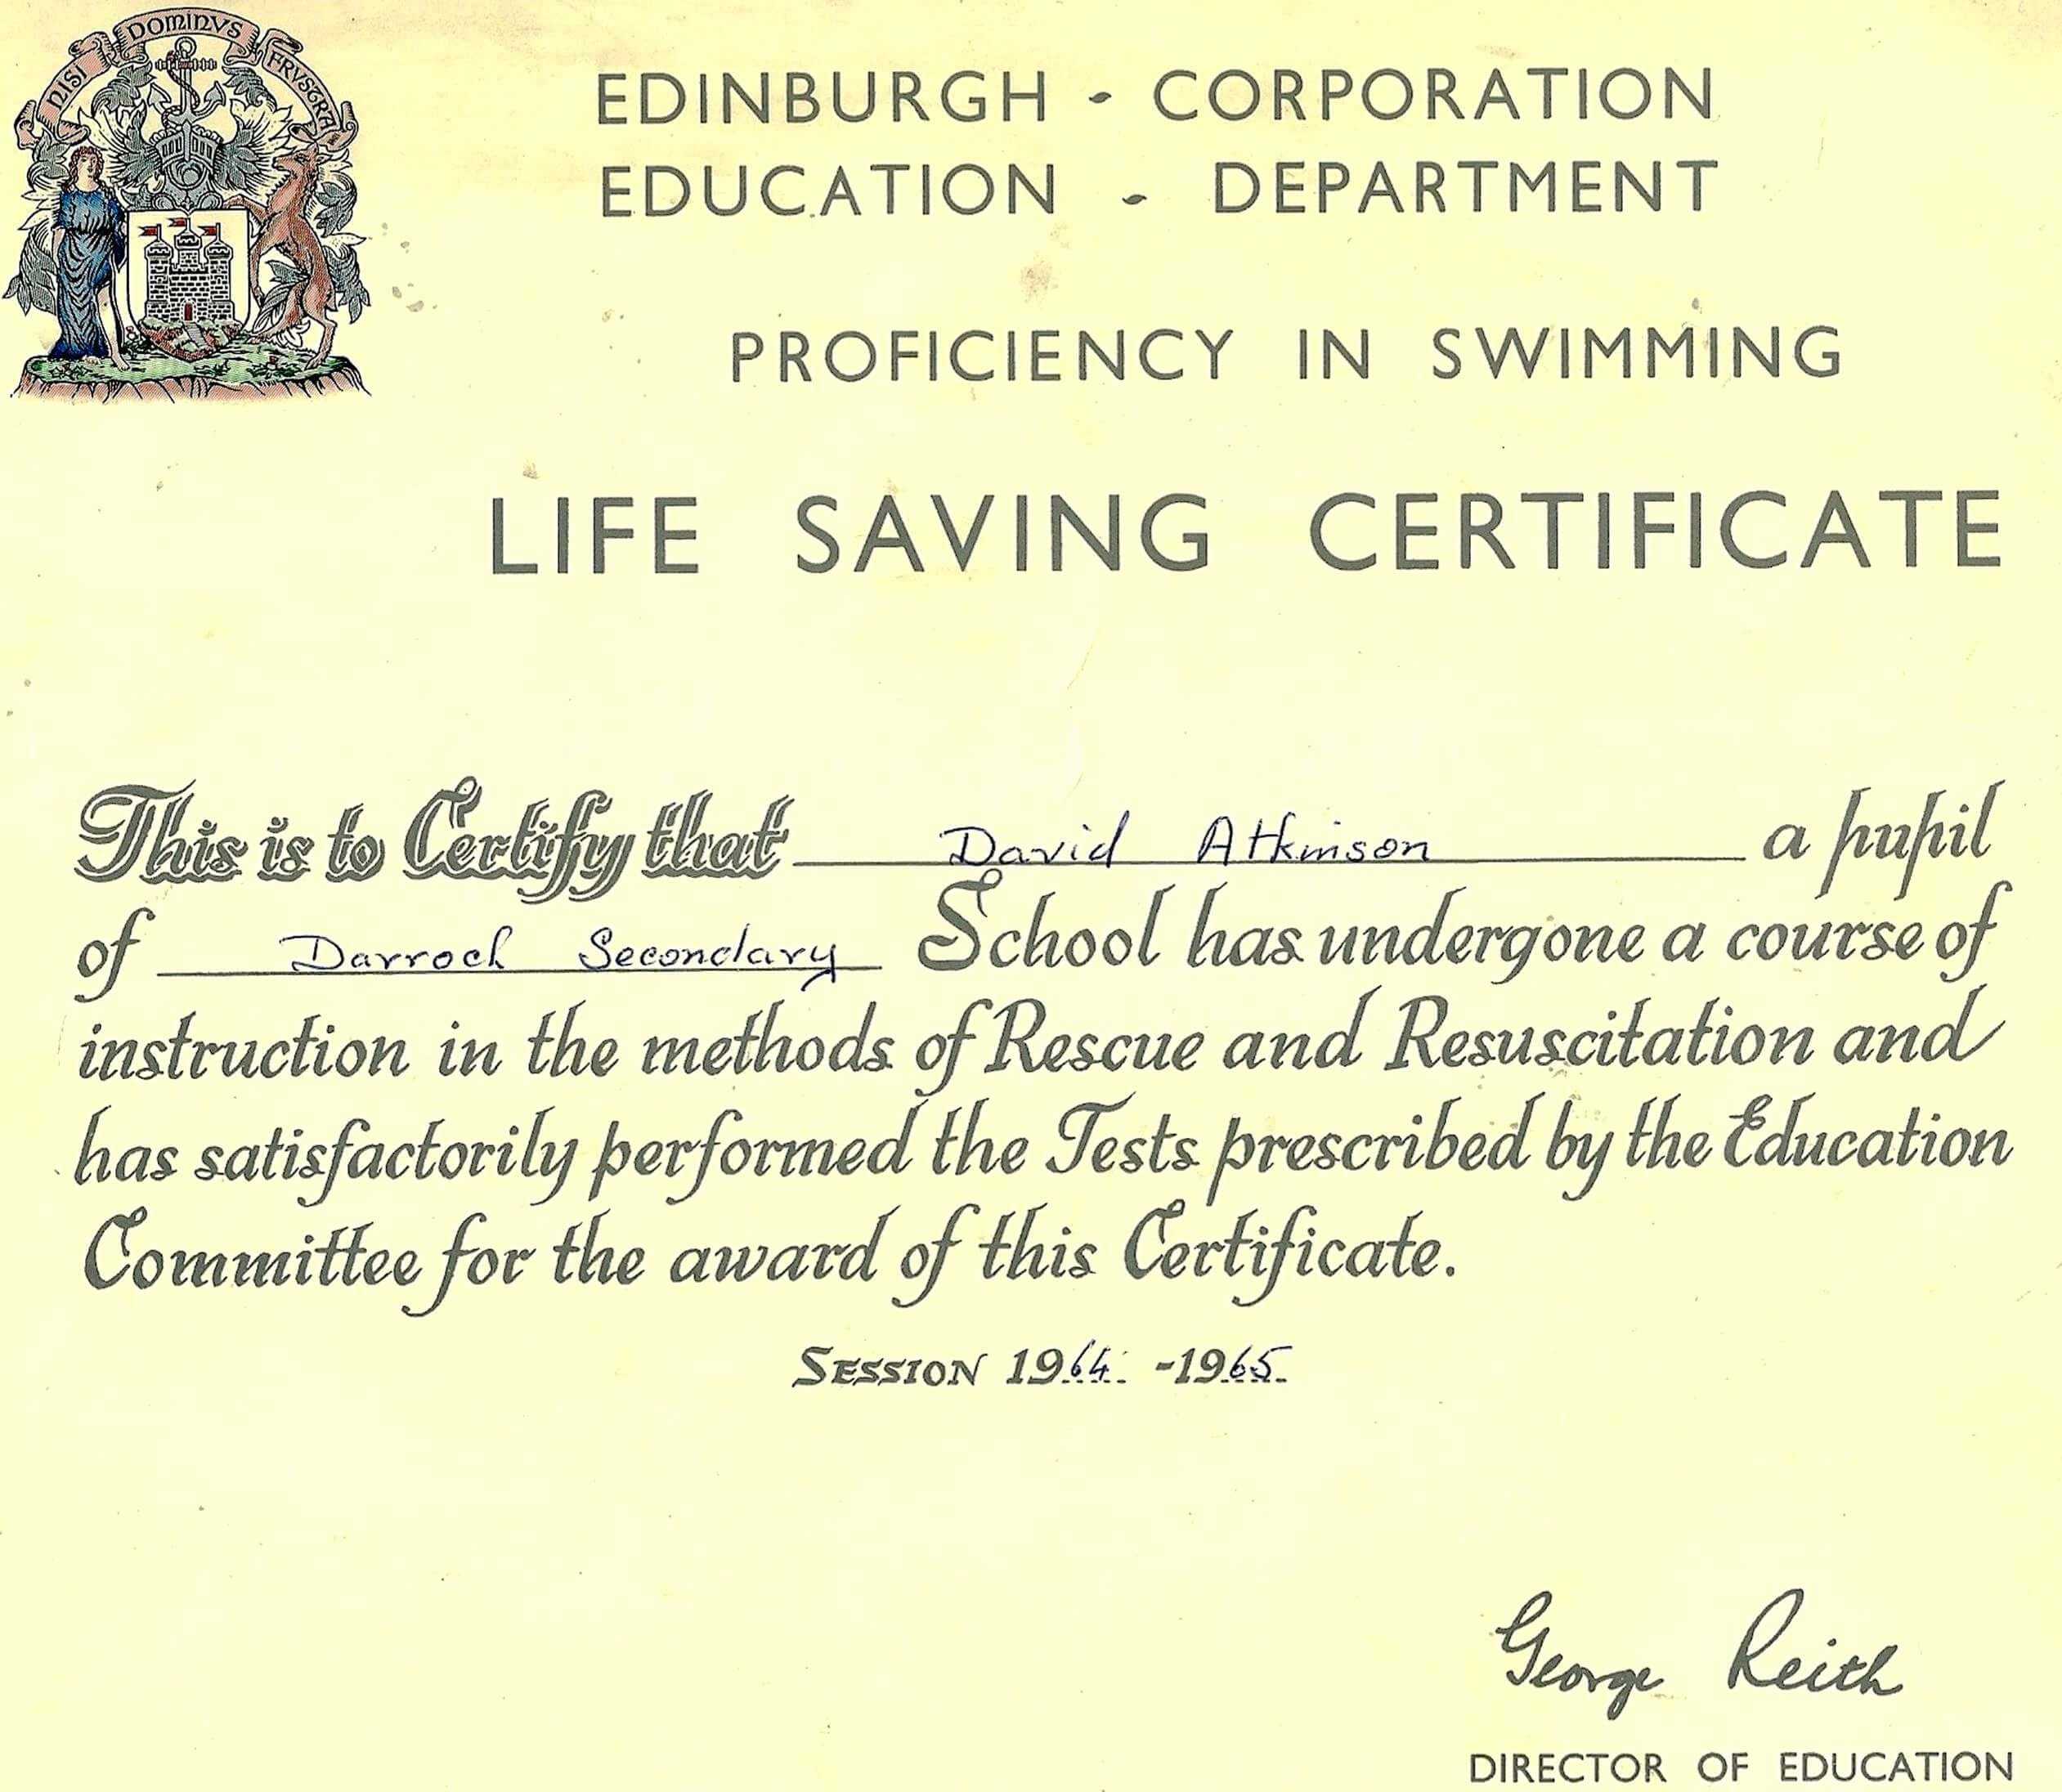 NISI DOMINVS FRVSTRA
EDINBURGH - CORPORATION
EDUCATION - DEPARTMENT
PROFICIENCY IN SWIMMING
LIFE SAVING CERTIFICATE
This is to Certify that David Atkinson a pupil
of Darroch Secondary School has undergone a course of
instruction in the methods of Rescue and Resuscitation and
has satisfactorily performed the Tests prescribed by the Education
Committee for the award of this Certificate.
SESSION 1964 - 1965
George Reith
DIRECTOR OF EDUCATION